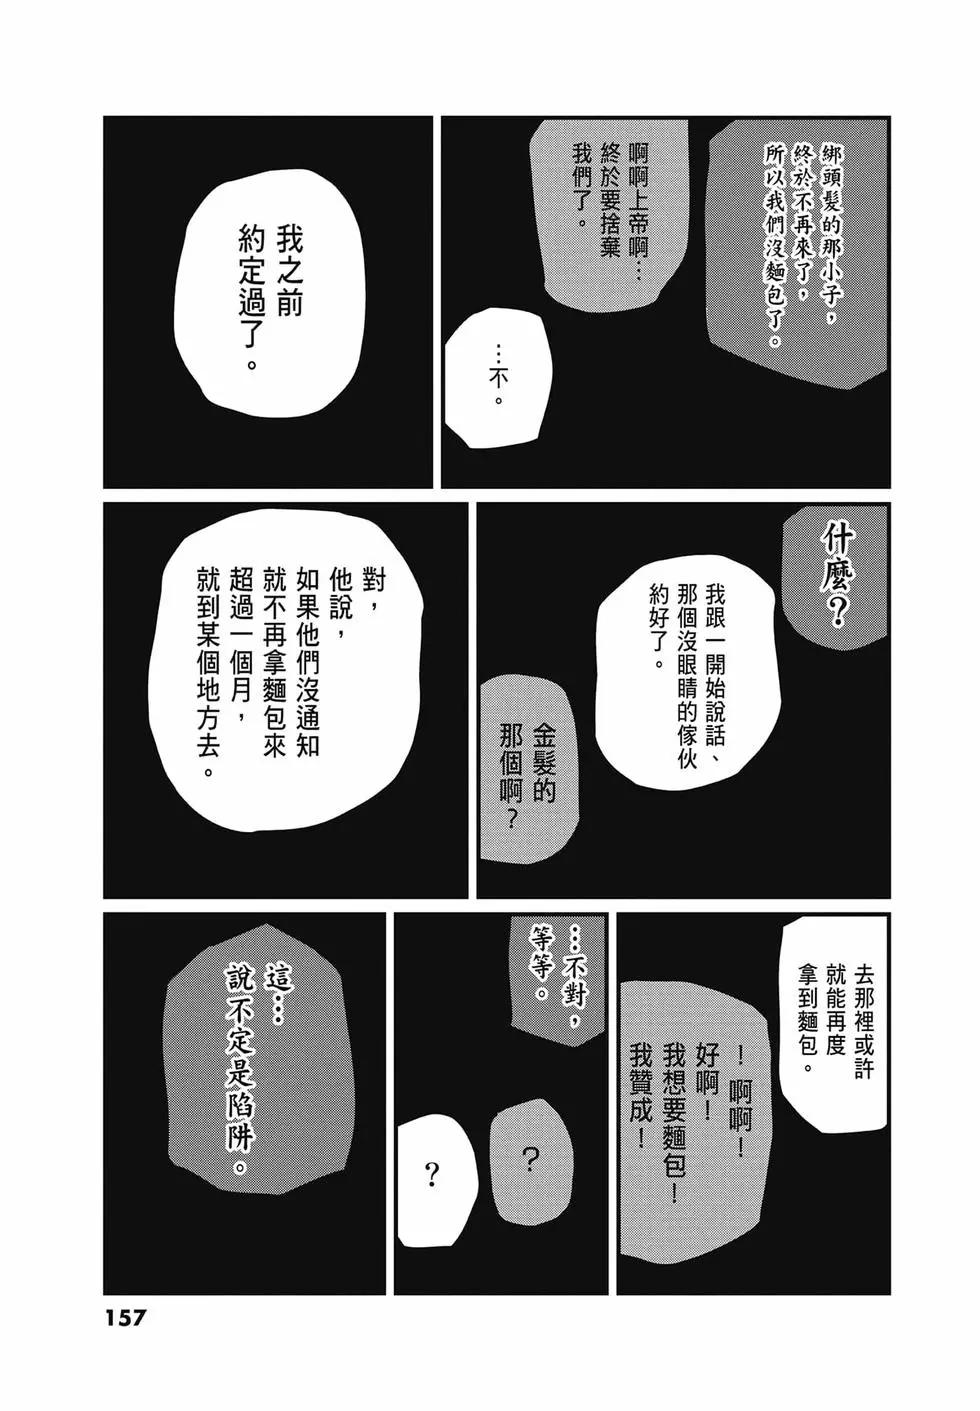 綁頭髮的那小子，
終於不再來了，
所以我們沒麵包了。
啊啊上帝啊…
終於要捨棄
我們了。
…不。
我之前
約定過了。
什麼？
我跟一開始說話、
那個沒眼睛的傢伙
約好了。
金髮的
那個啊？
對，
他說，
如果他們沒通知
就不再拿麵包來
超過一個月，
就到某個地方去。
去那裡或許
就能再度
拿到麵包。
！啊啊！
好啊！
我想要麵包！
我贊成！
…不對，
等等。
？
？
這…
說不定是陷阱。
157